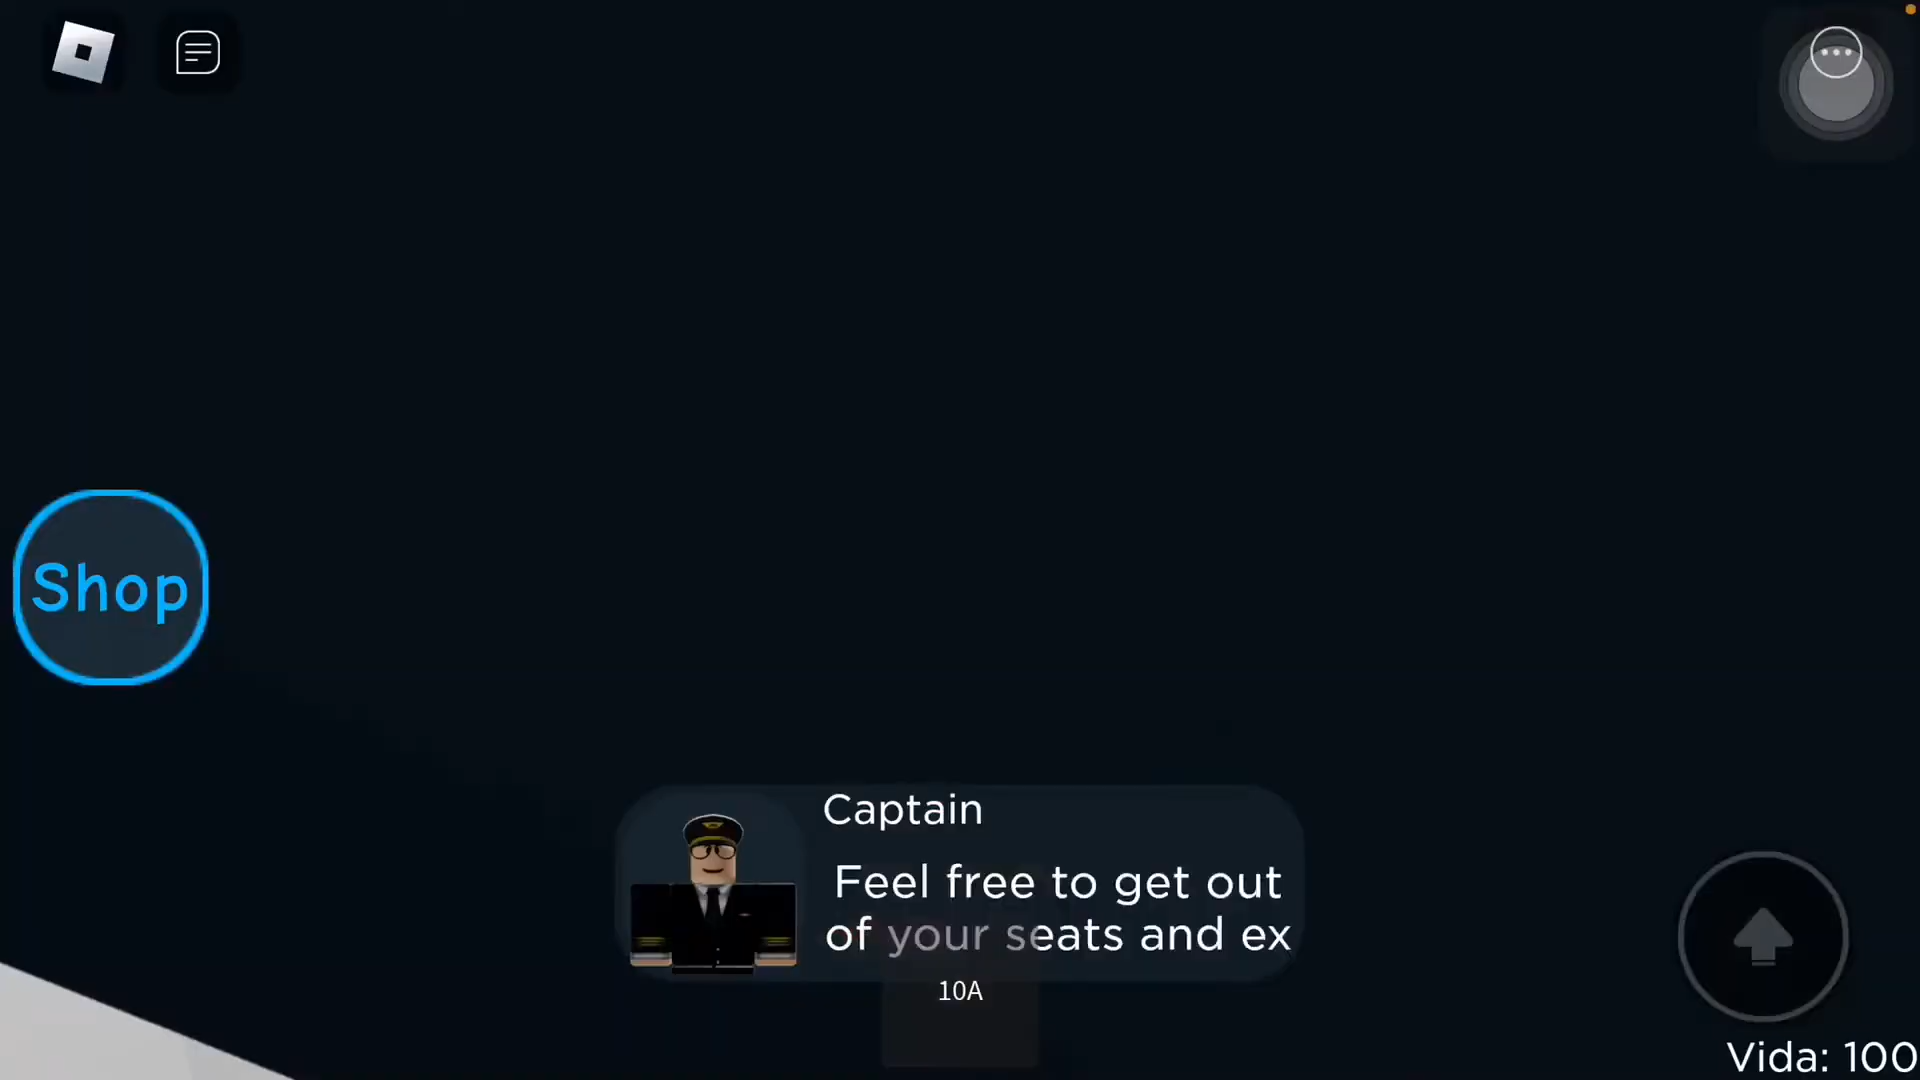 Shop
Captain
Feel free to get out
of your seats and ex
10A
Vida: 100